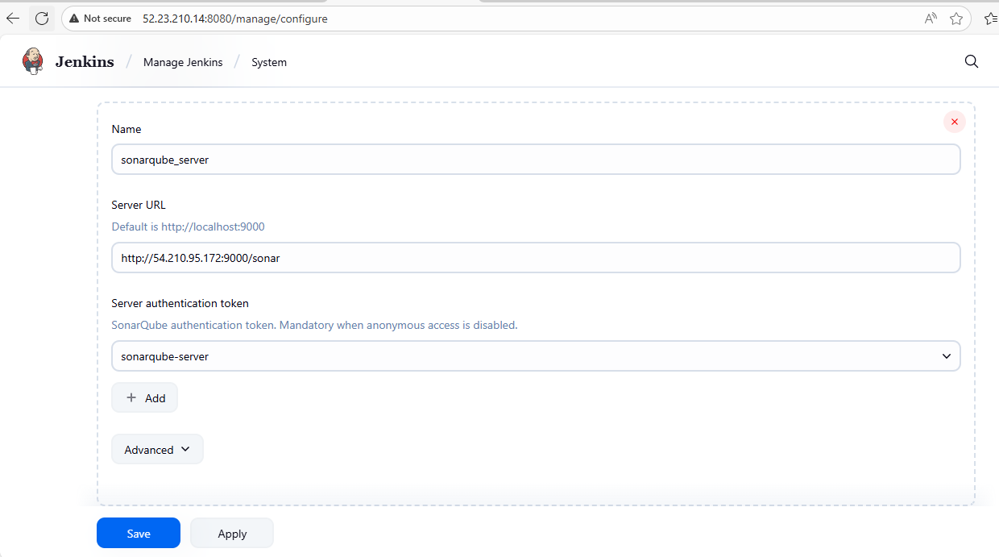 Not secure 52.23.210.14:8080/manage/configure
Jenkins / Manage Jenkins / System
Name
sonarqube_server
Server URL
Default is http://localhost:9000
http://54.210.95.172:9000/sonar
Server authentication token
SonarQube authentication token. Mandatory when anonymous access is disabled.
sonarqube-server
+ Add
Advanced
Save Apply